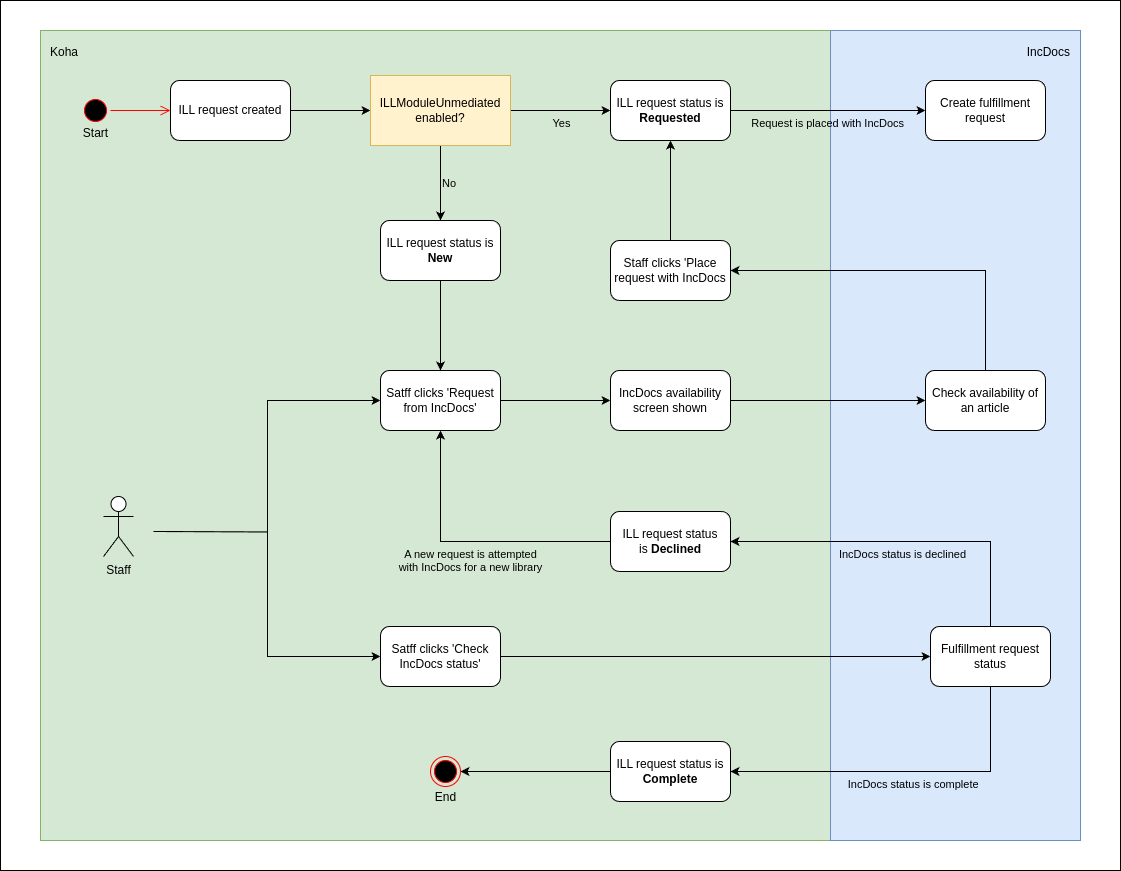 Koha
IncDocs
Start
ILL request created
ILLModuleUnmediated
enabled?
Yes
ILL request status is
Requested
Request is placed with IncDocs
Create fulfillment
request
No
ILL request status is
New
Staff clicks 'Place
request with IncDocs
Satff clicks 'Request
from IncDocs'
IncDocs availability
screen shown
Check availability of
an article
Staff
A new request is attempted
with IncDocs for a new library
ILL request status
is Declined
IncDocs status is declined
Satff clicks 'Check
IncDocs status'
Fulfillment request
status
End
ILL request status is
Complete
IncDocs status is complete